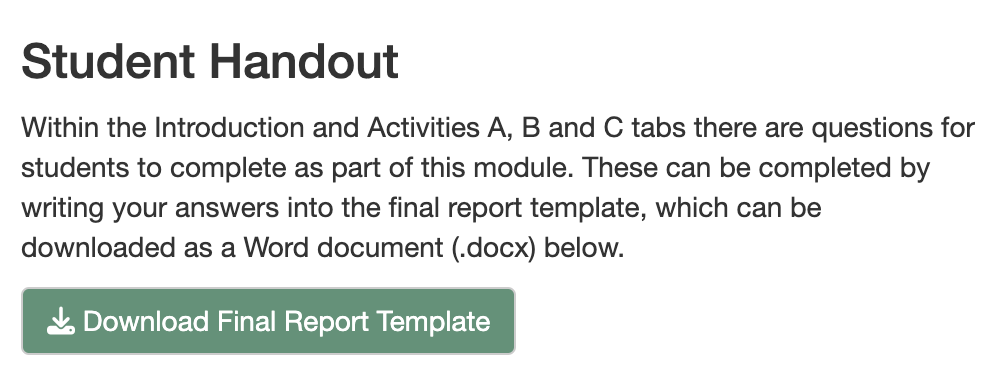 Student Handout
Within the Introduction and Activities A, B and C tabs there are questions for
students to complete as part of this module. These can be completed by
writing your answers into the final report template, which can be
downloaded as a Word document (.docx) below.
Download Final Report Template